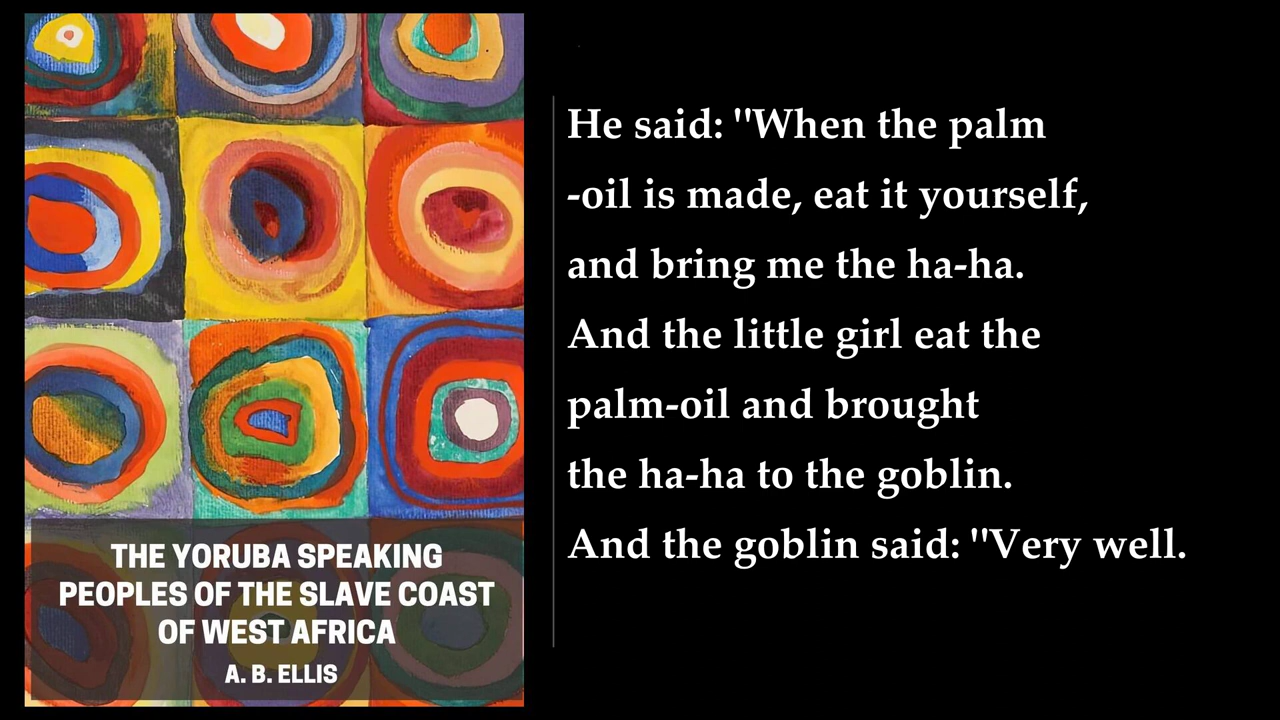 He said: "When the palm
-oil is made, eat it yourself,
and bring me the ha-ha.
And the little girl eat the
palm-oil and brought
the ha-ha to the goblin.
And the goblin said: "Very well.
THE YORUBA SPEAKING
PEOPLES OF THE SLAVE COAST
OF WEST AFRICA
A. B. ELLIS